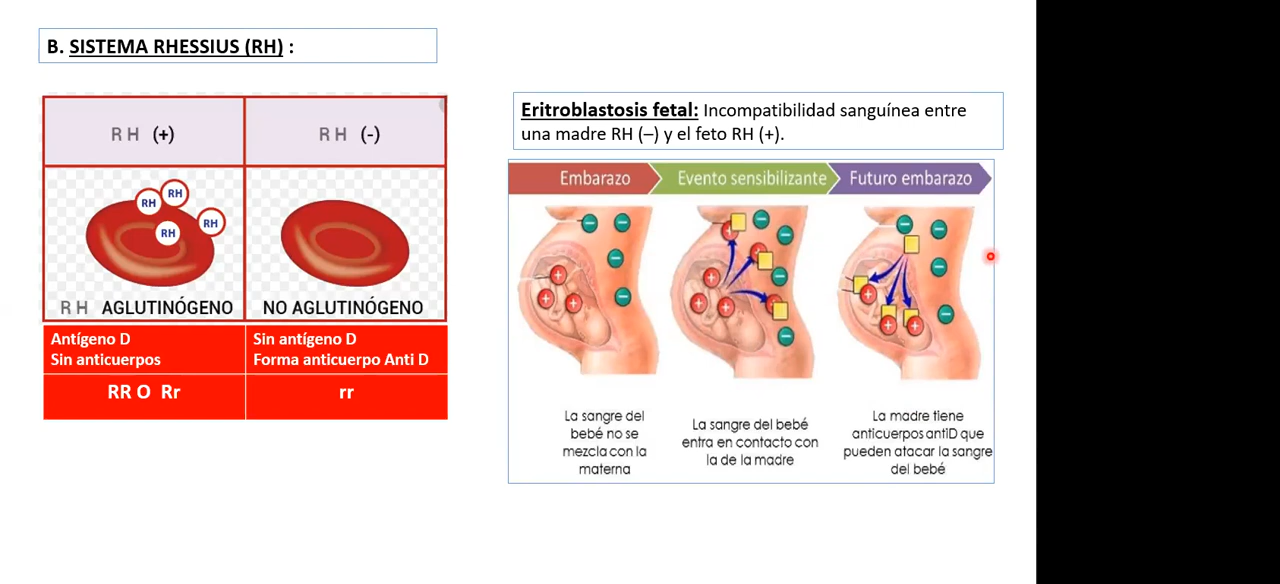 B. SISTEMA RHESSIUS (RH) :
RH (+)
RH (-)
RH
RH
RH
RH
RH AGLUTINÓGENO
NO AGLUTINÓGENO
Antígeno D
Sin anticuerpos
Sin antígeno D
Forma anticuerpo Anti D
RR O Rr
rr
Eritroblastosis fetal: Incompatibilidad sanguínea entre
una madre RH (–) y el feto RH (+).
Embarazo
Evento sensibilizante
Futuro embarazo
La sangre del
bebé no se
mezcla con la
materna
La sangre del bebé
entra en contacto con
la de la madre
La madre tiene
anticuerpos antiD que
pueden atacar la sangre
del bebé